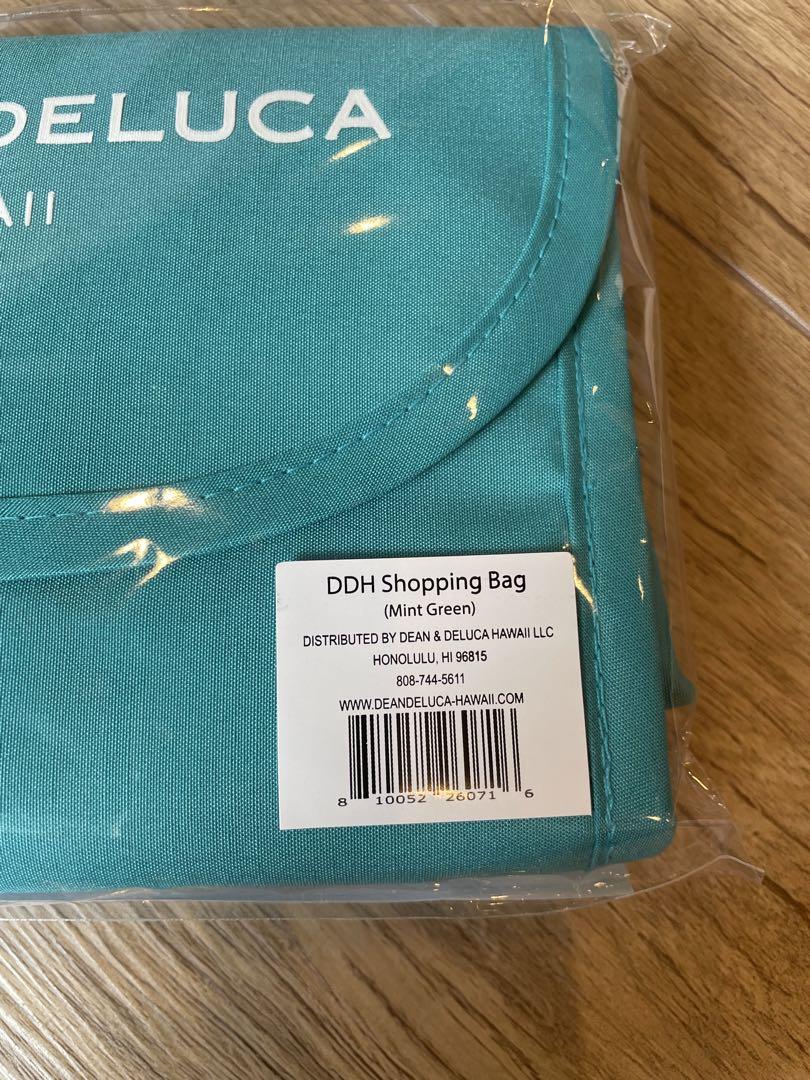 DELUCA
AII
DDH Shopping Bag
(Mint Green)
DISTRIBUTED BY DEAN & DELUCA HAWAII LLC
HONOLULU, HI 96815
808-744-5611
WWW.DEANDELUCA-HAWAII.COM
8 10052 26071 6